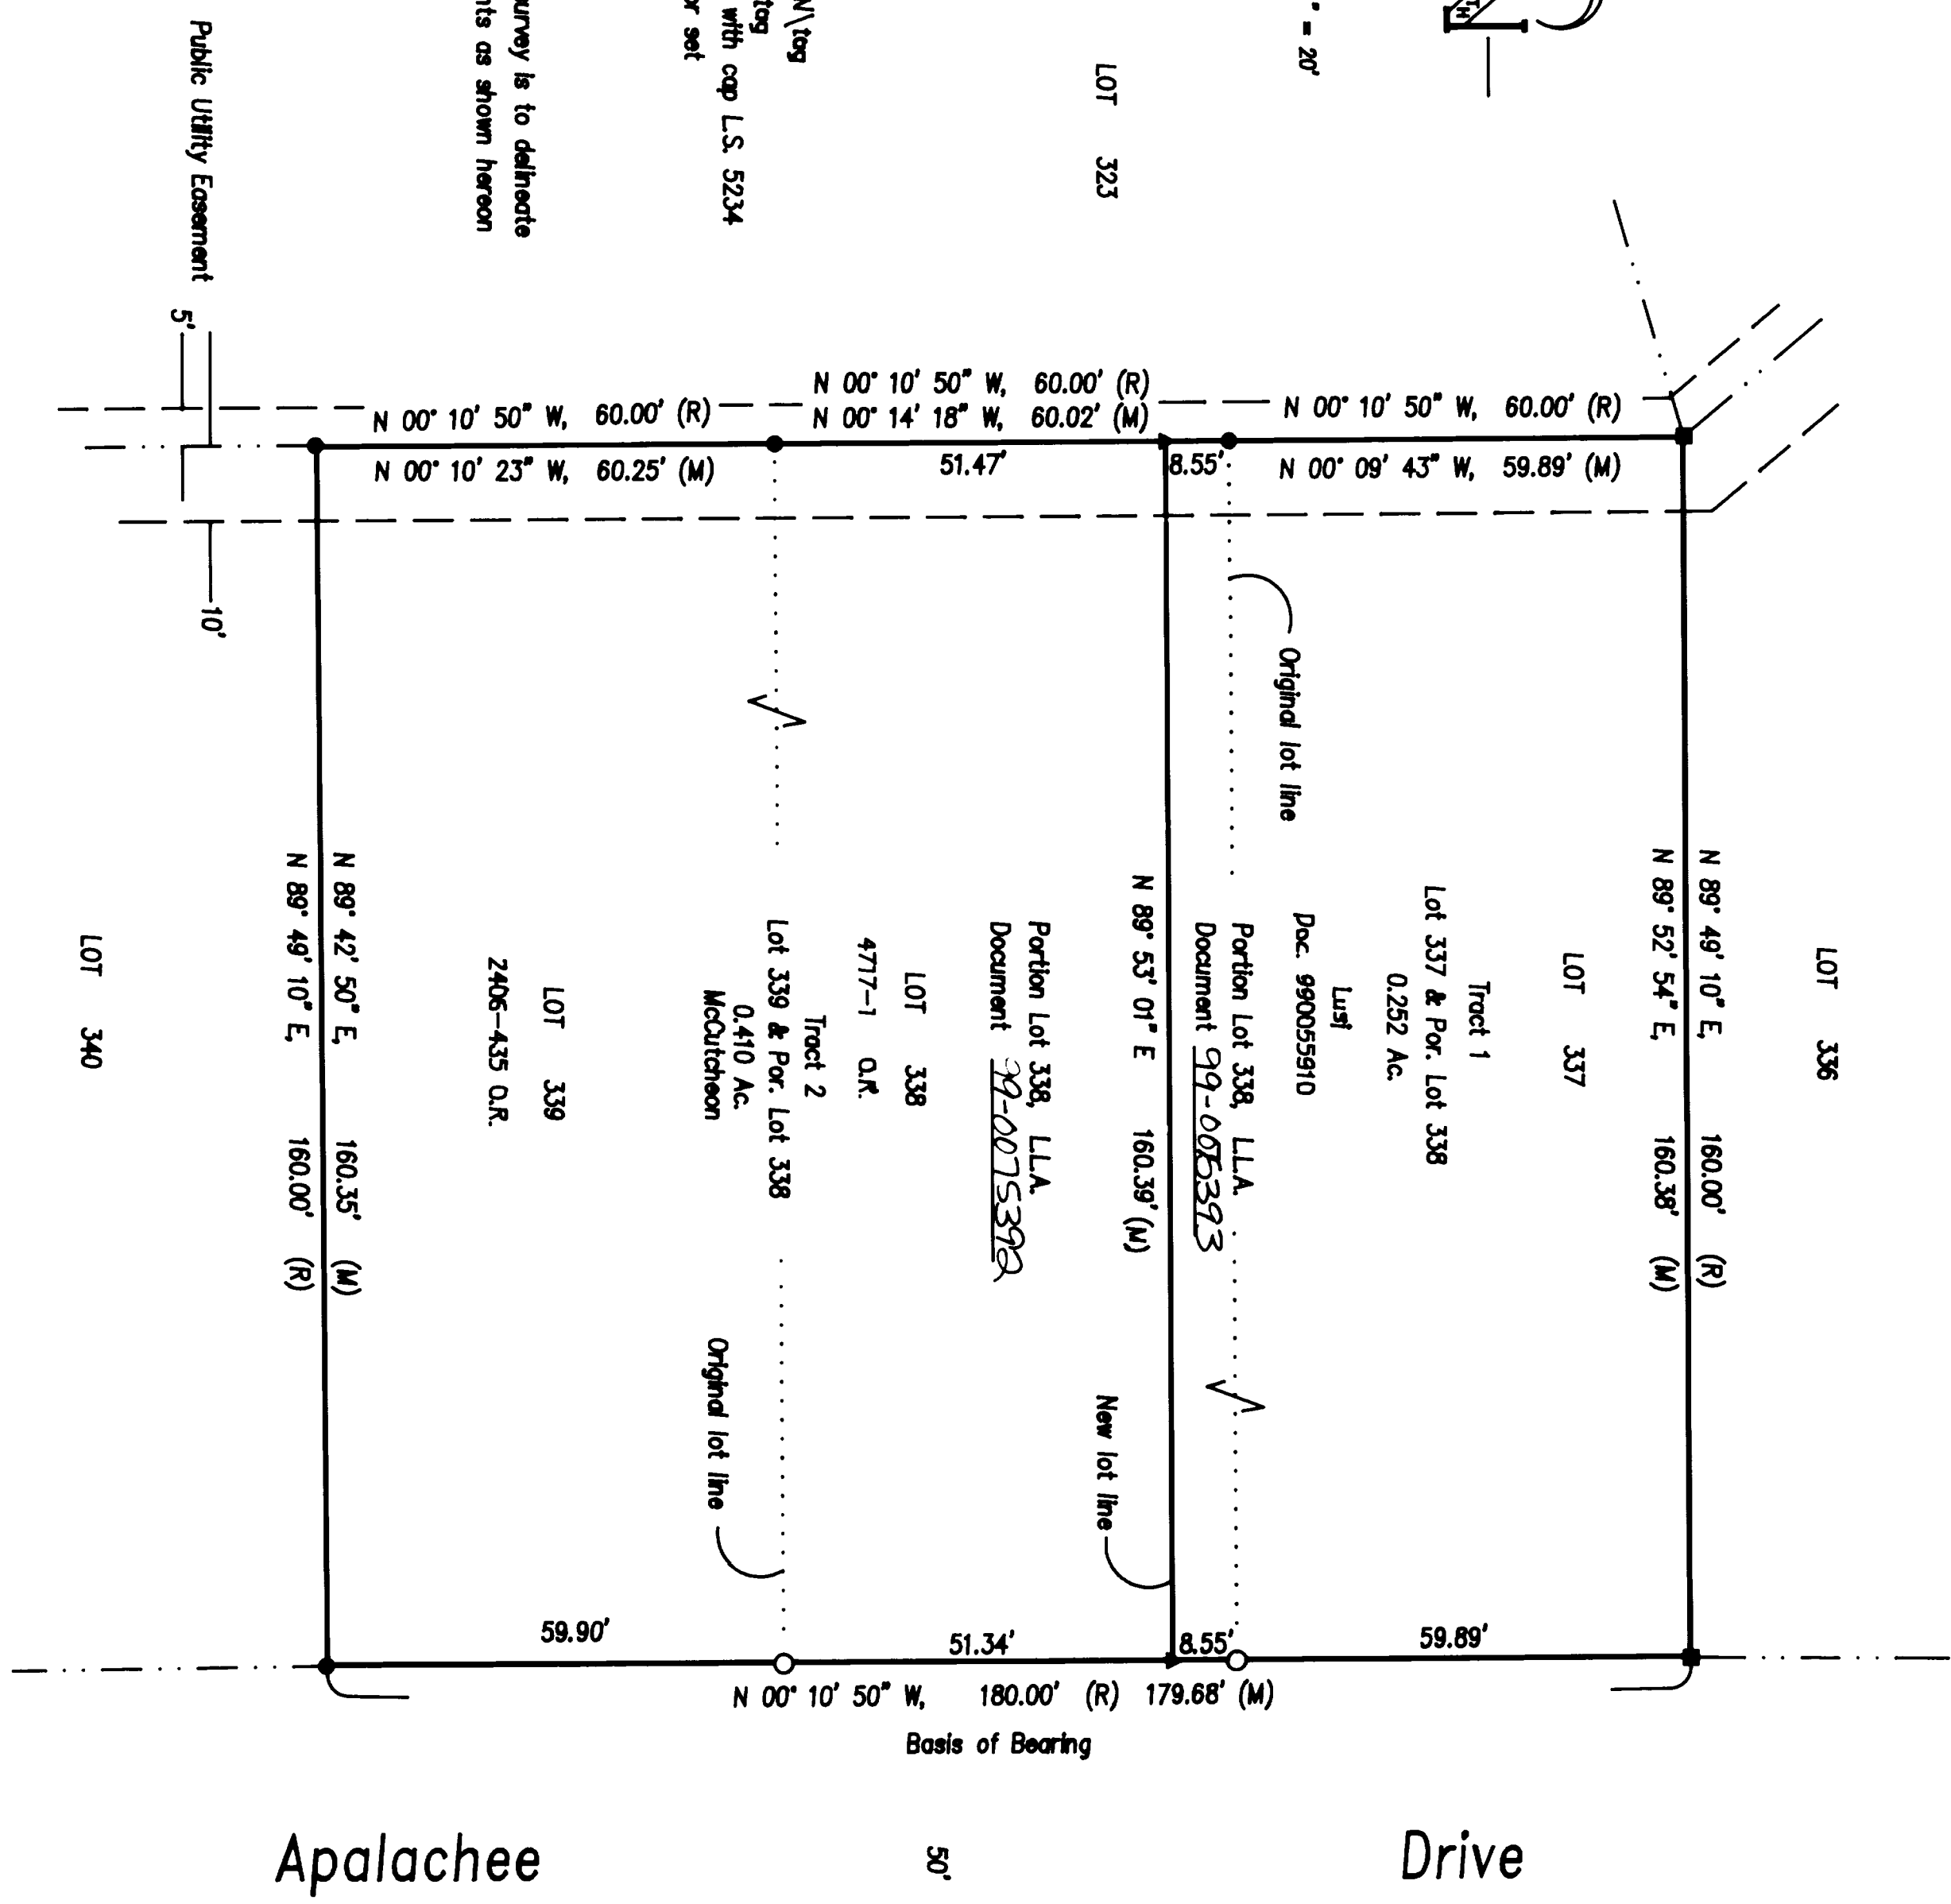 " = 20'
TH
LOT 323
N\tag
tag
with cap L.S. 5234
or set
urvey is to delineate
nts as shown hereon
Public Utility Easement
5'
10'
N 00° 10' 50" W, 60.00' (R)
N 00° 10' 23" W, 60.25' (M)
N 00° 10' 50" W, 60.00' (R)
N 00° 14' 18" W, 60.02' (M)
51.47'
8.55'
N 00° 10' 50" W, 60.00' (R)
N 00° 09' 43" W, 59.89' (M)
Original lot line
LOT 336
N 89° 49' 10" E, 160.00' (R)
N 89° 52' 54" E, 160.38' (M)
LOT 337
Tract 1
Lot 337 & Por. Lot 338
0.252 Ac.
Lusi
Doc. 990055910
Portion Lot 338, L.L.A.
Document
N 89° 53' 01" E 160.39' (M)
Portion Lot 338, L.L.A.
Document 99-0075392
LOT 338
4717-1 O.R.
Tract 2
Lot 339 & Por. Lot 338
0.410 Ac.
McCutcheon
LOT 339
2406-435 O.R.
N 89° 42' 50" E, 160.35' (M)
N 89° 49' 10" E, 160.00' (R)
LOT 340
Original lot line
New lot line
59.90'
51.34'
8.55'
59.89'
N 00° 10' 50" W, 180.00' (R) 179.68' (M)
Basis of Bearing
Apalachee
50'
Drive